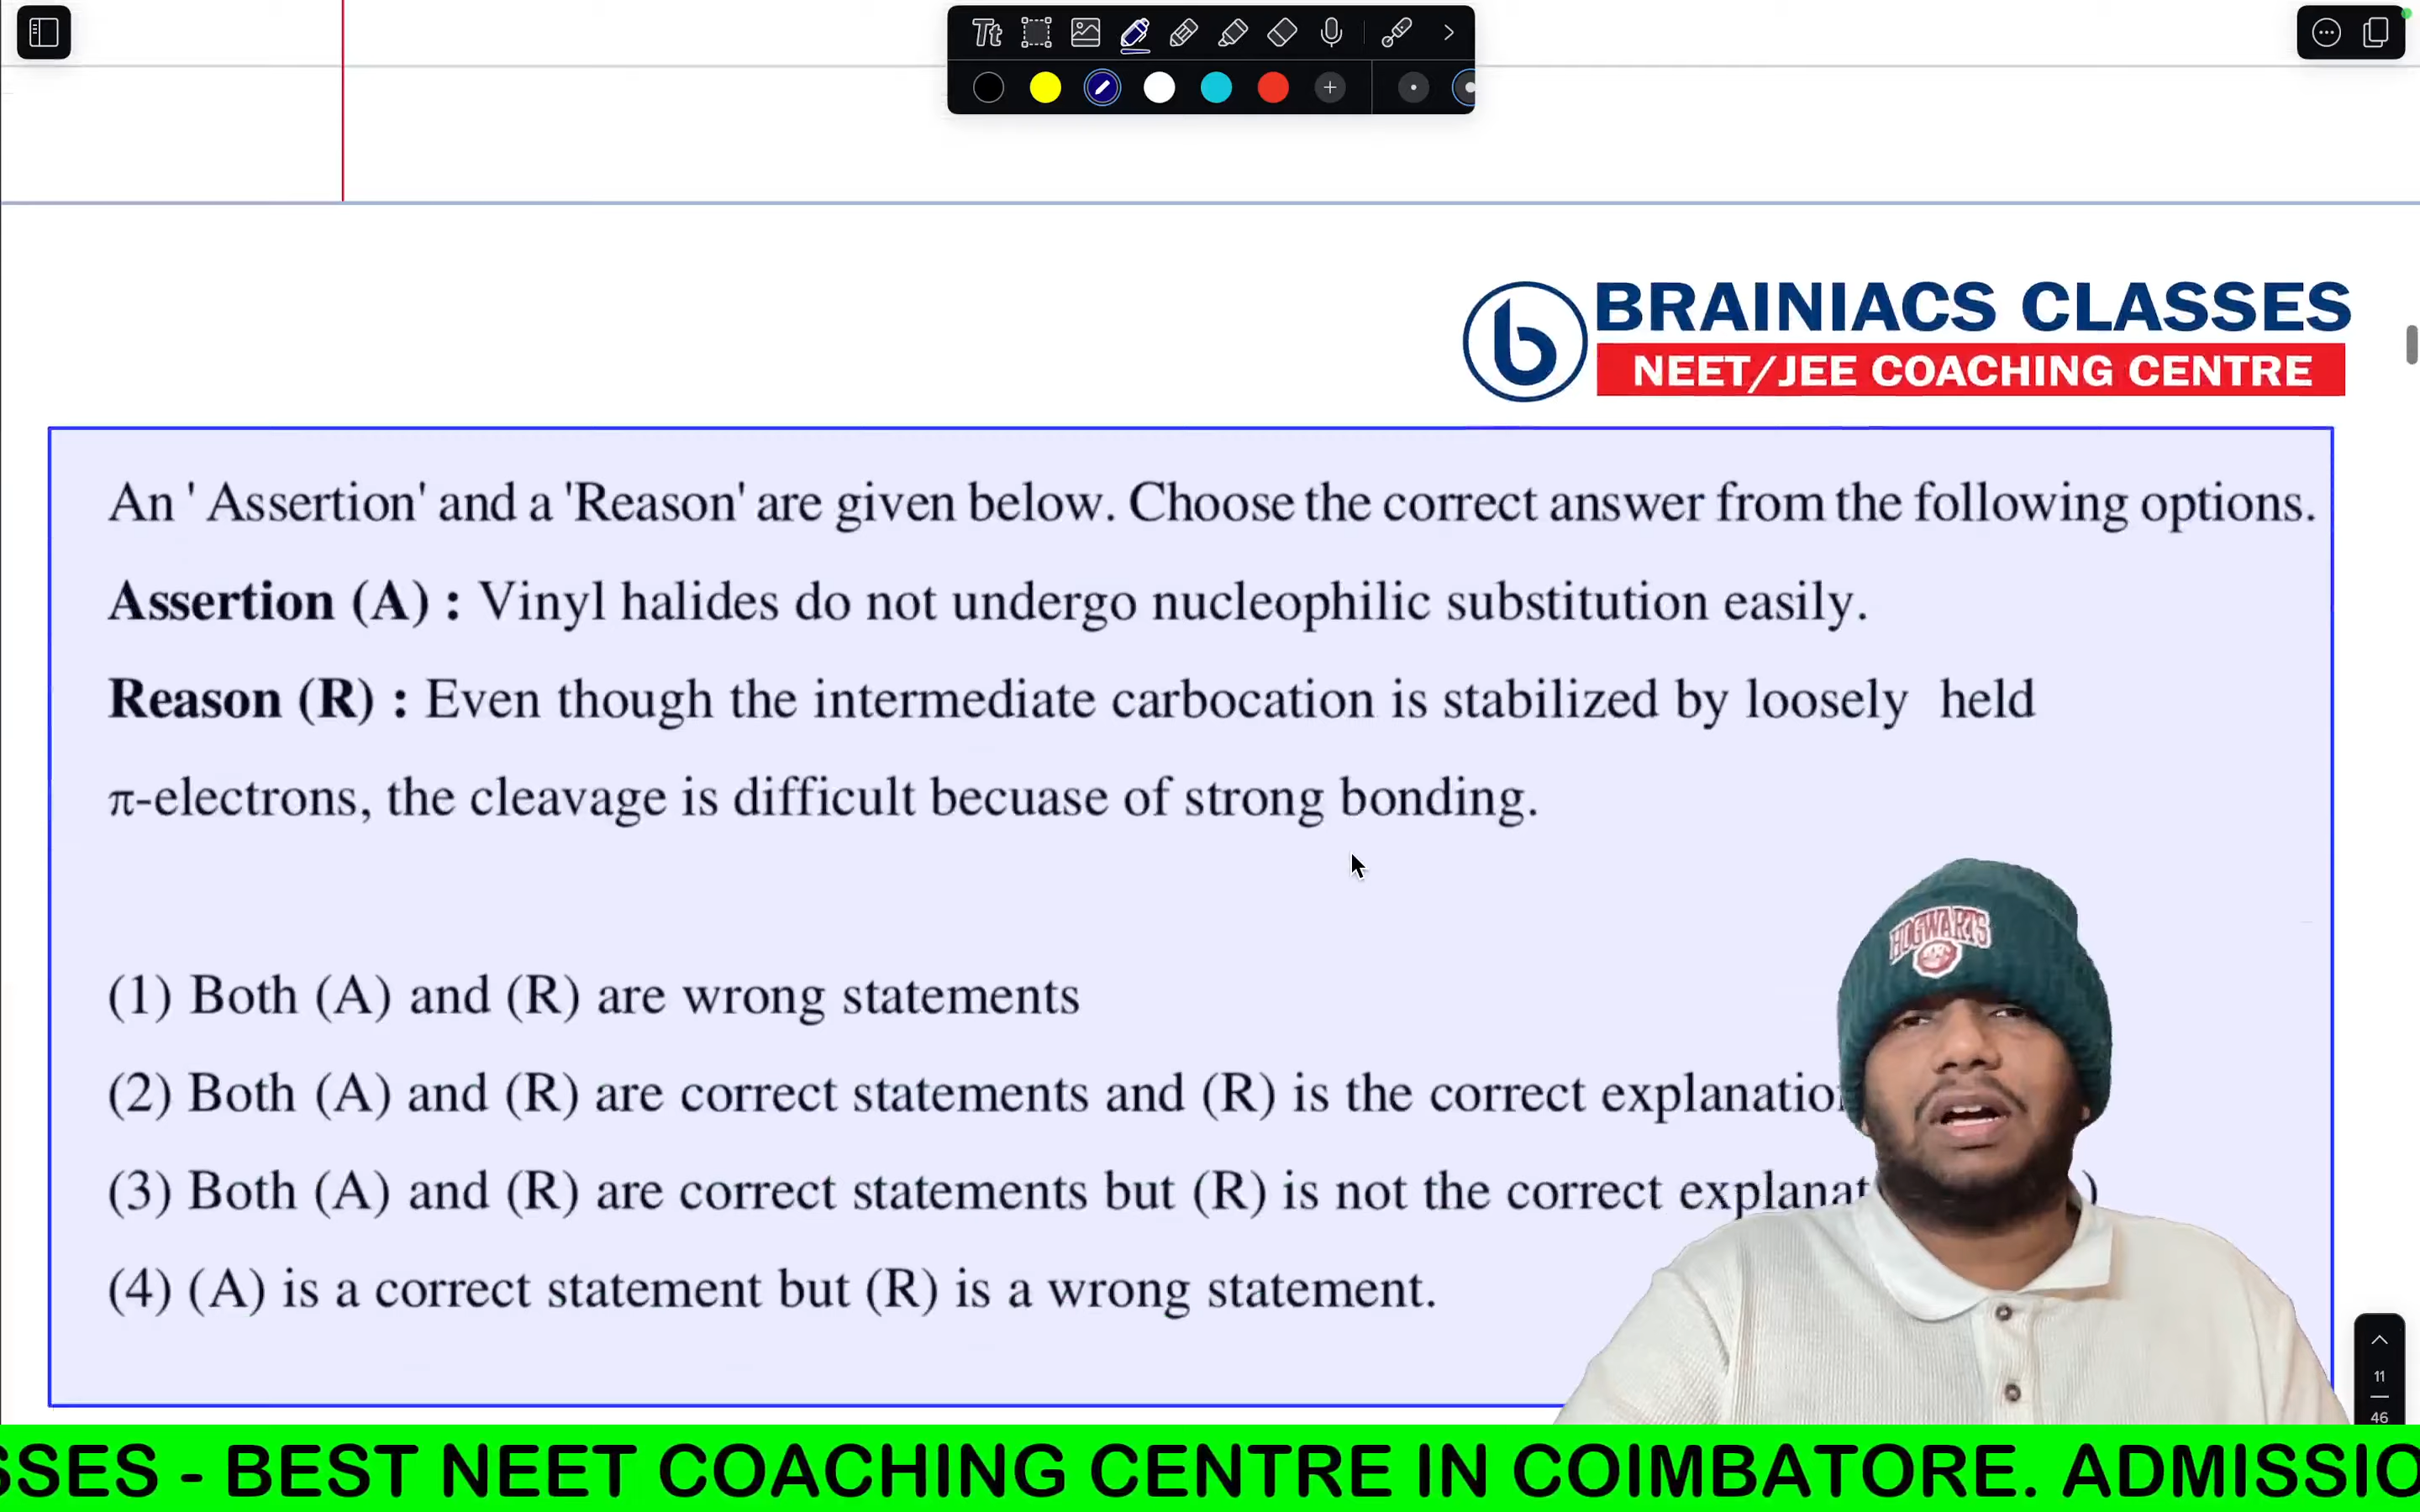 Tt
BRAINIACS CLASSES
NEET/JEE COACHING CENTRE
An ' Assertion' and a 'Reason' are given below. Choose the correct answer from the following options.
Assertion (A) : Vinyl halides do not undergo nucleophilic substitution easily.
Reason (R) : Even though the intermediate carbocation is stabilized by loosely held
π-electrons, the cleavage is difficult becuase of strong bonding.
HOGWARTS
(1) Both (A) and (R) are wrong statements
(2) Both (A) and (R) are correct statements and (R) is the correct
(3) Both (A) and (R) are correct statements but (R) is not the correct )
(4) (A) is a correct statement but (R) is a wrong statement.
11
46
SSES - BEST NEET COACHING CENTRE IN COIMBATORE. ADMISSIO